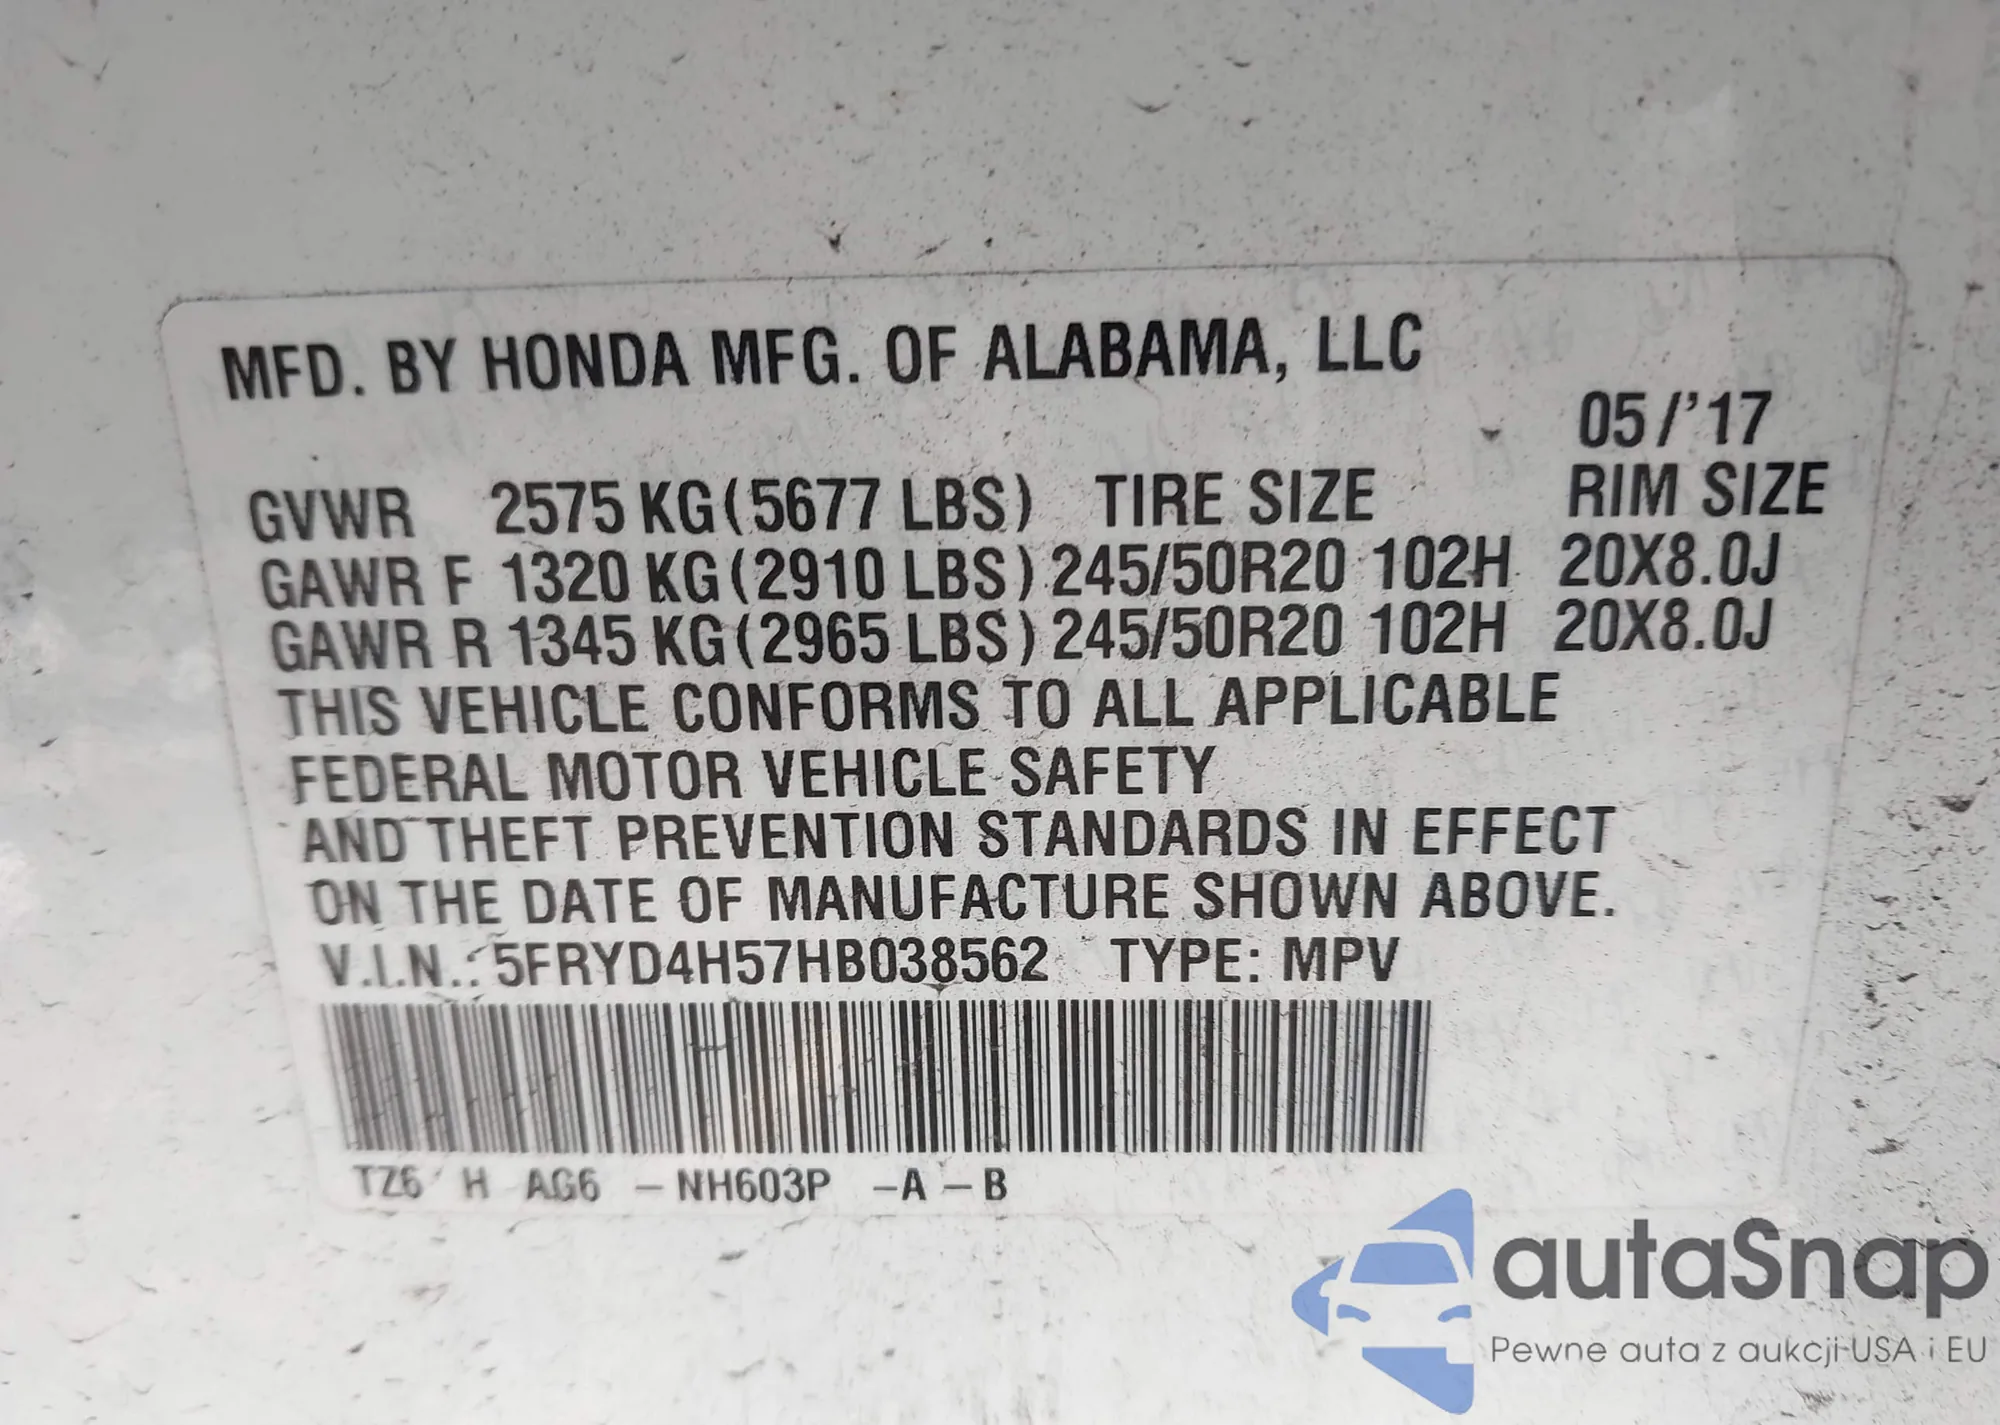 MFD. BY HONDA MFG. OF ALABAMA, LLC
05/'17
GVWR 2575 KG(5677 LBS) TIRE SIZE RIM SIZE
GAWR F 1320 KG(2910 LBS) 245/50R20 102H 20X8.0J
GAWR R 1345 KG(2965 LBS) 245/50R20 102H 20X8.0J
THIS VEHICLE CONFORMS TO ALL APPLICABLE
FEDERAL MOTOR VEHICLE SAFETY
AND THEFT PREVENTION STANDARDS IN EFFECT
ON THE DATE OF MANUFACTURE SHOWN ABOVE.
V.I.N.: 5FRYD4H57HB038562 TYPE: MPV
TZ6 H AG6 –NH603P –A–B
autaSnap
Pewne auta z aukcji USA i EU